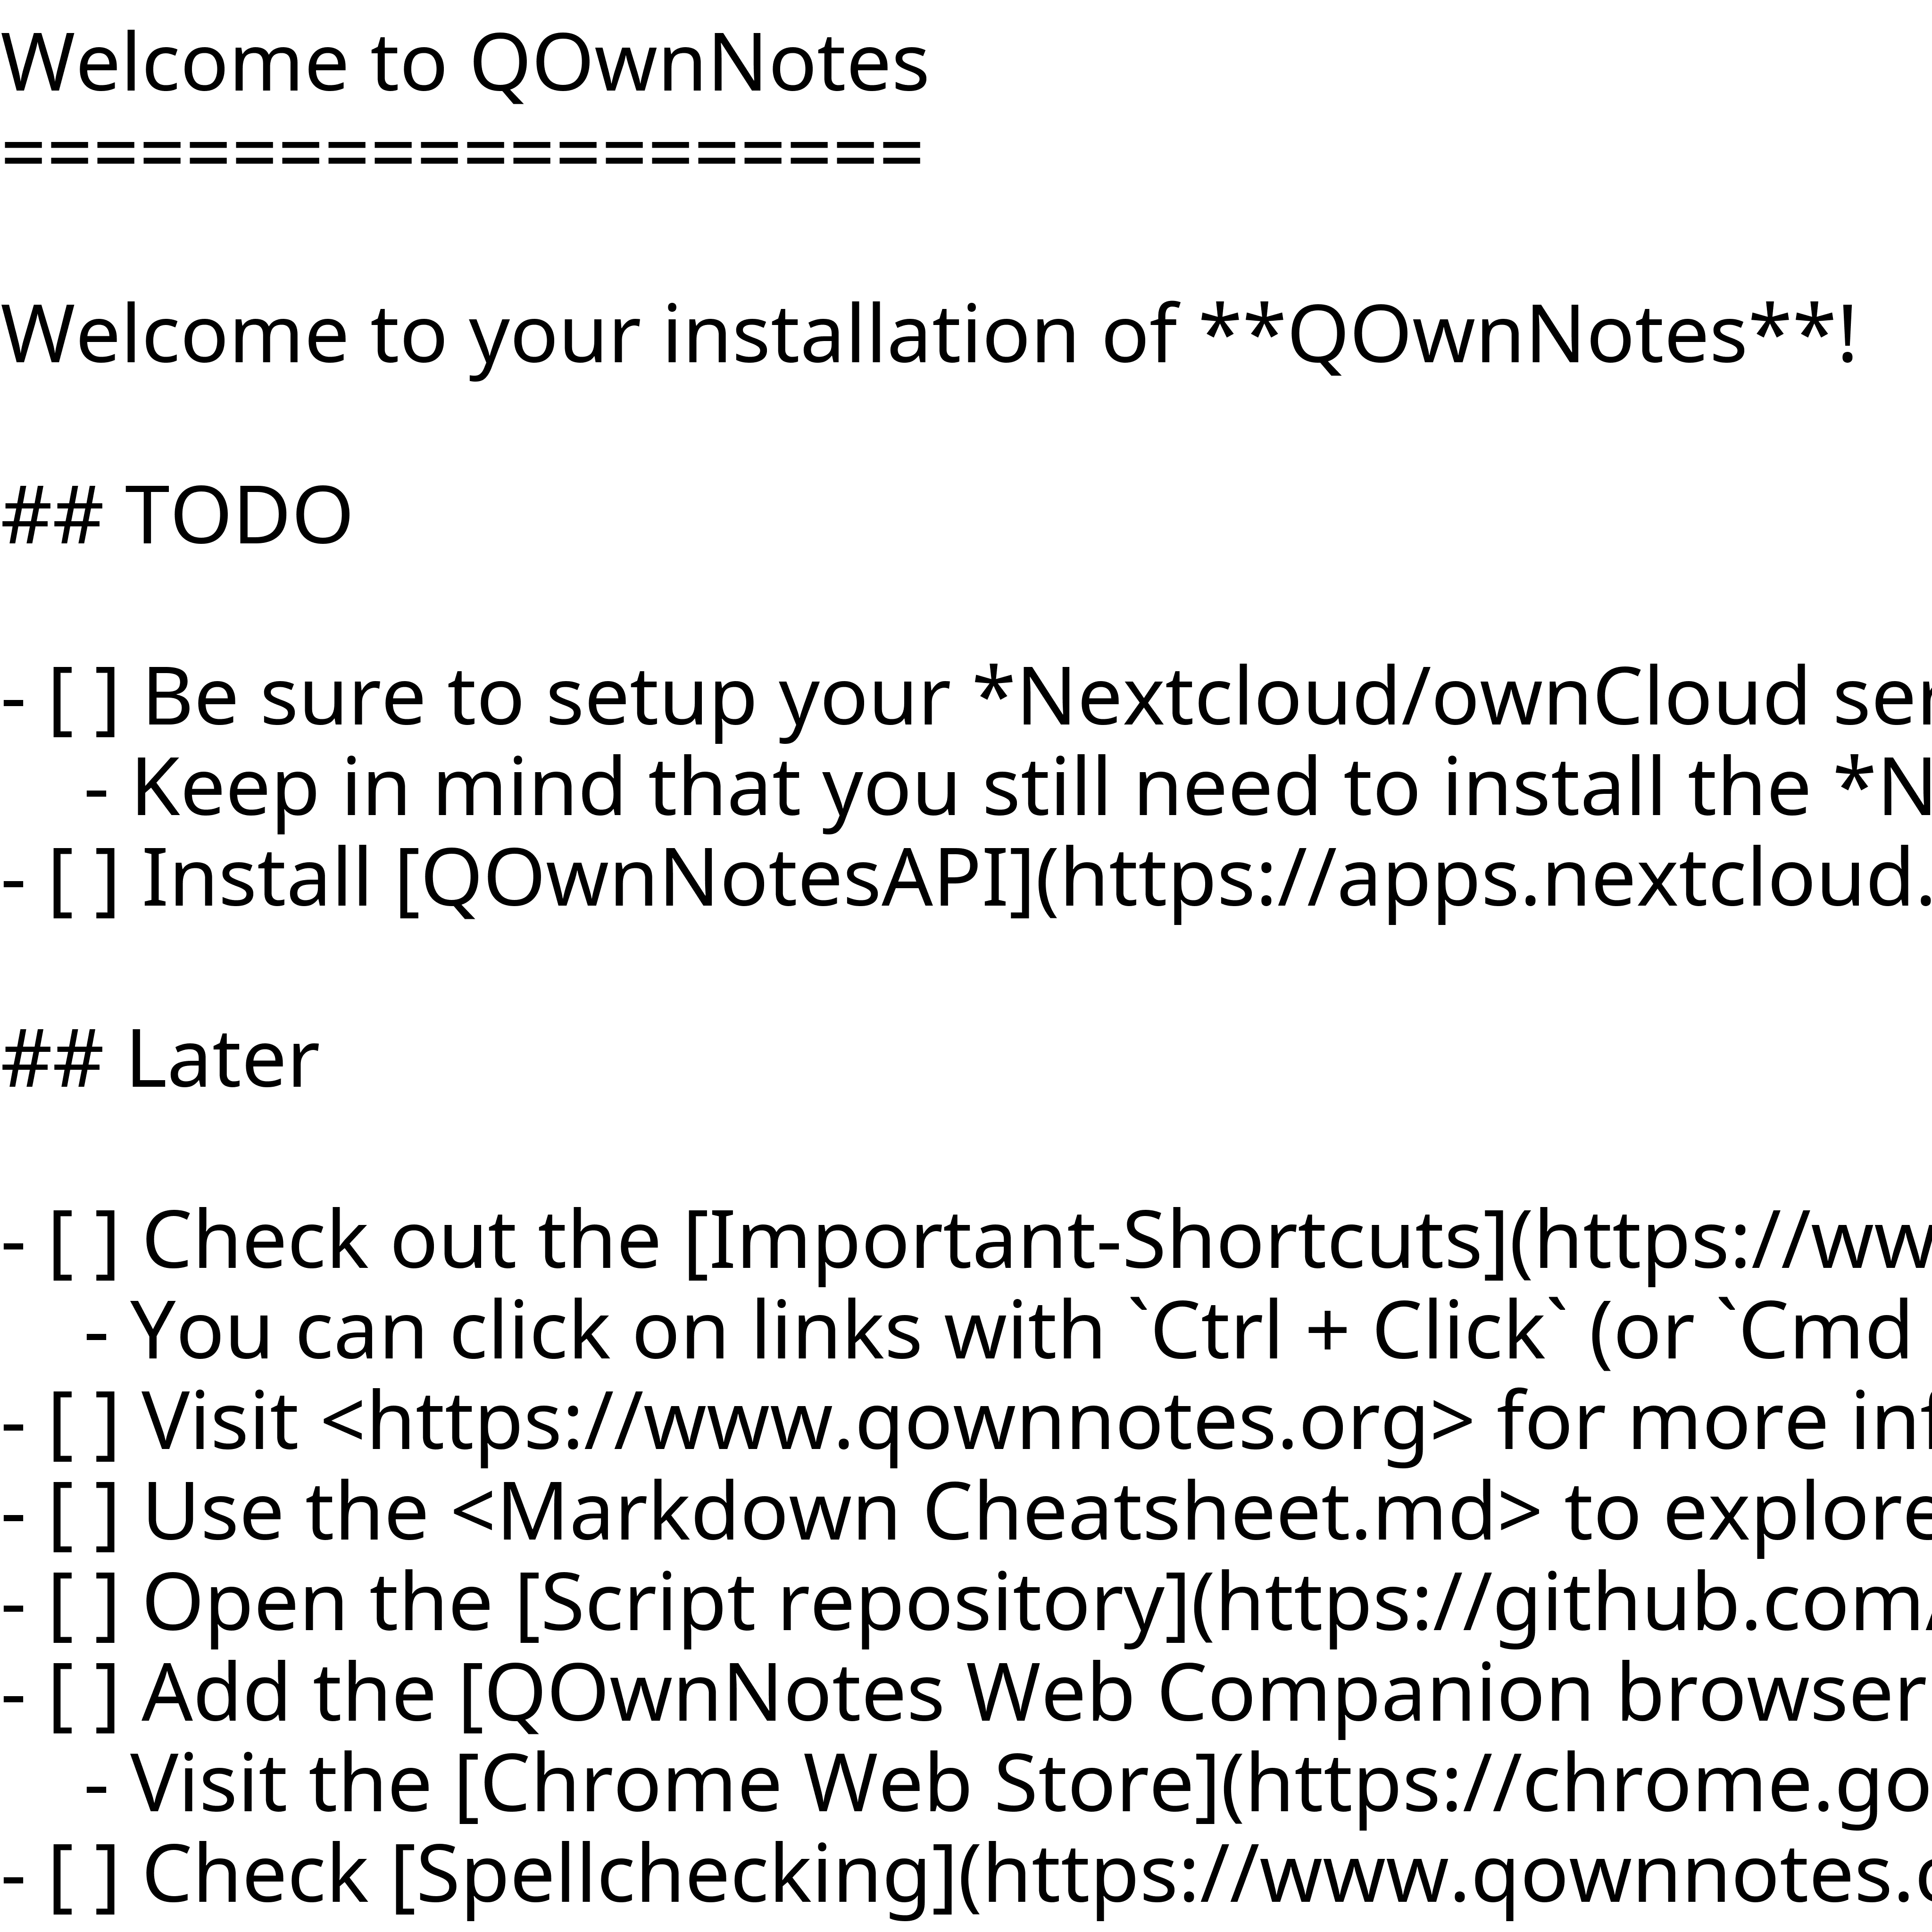 Welcome to QOwnNotes
====================
Welcome to your installation of **QOwnNotes**!
## TODO
- [ ] Be sure to setup your *Nextcloud/ownCloud
- Keep in mind that you still need to install the
- [ ] Install [QOwnNotesAPI](https://apps.nextcloud.
## Later
- [ ] Check out the [Important-Shortcuts](https://ww
- You can click on links with `Ctrl + Click` (or `Cmd
- [ ] Visit <https://www.qownnotes.org> for more
- [ ] Use the <Markdown Cheatsheet.md> to explore
- [ ] Open the [Script repository](https://github.com/
- [ ] Add the [QOwnNotes Web Companion browser
- Visit the [Chrome Web Store](https://chrome.go
- [ ] Check [Spellchecking](https://www.qownnotes.